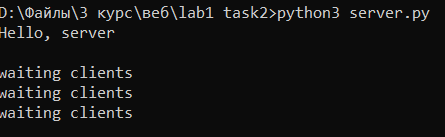 D:\Файлы\3 курс\веб\lab1 task2>python3 server.py
Hello, server
waiting clients
waiting clients
waiting clients